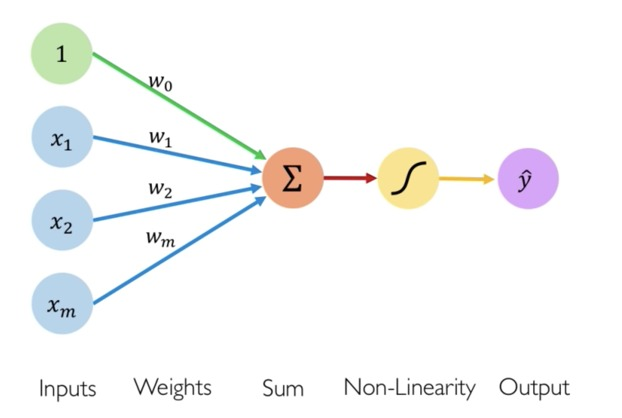 1
w₀
x₁
w₁
x₂
w₂
wₘ
xₘ
Σ
∫
ŷ
Inputs Weights Sum Non-Linearity Output